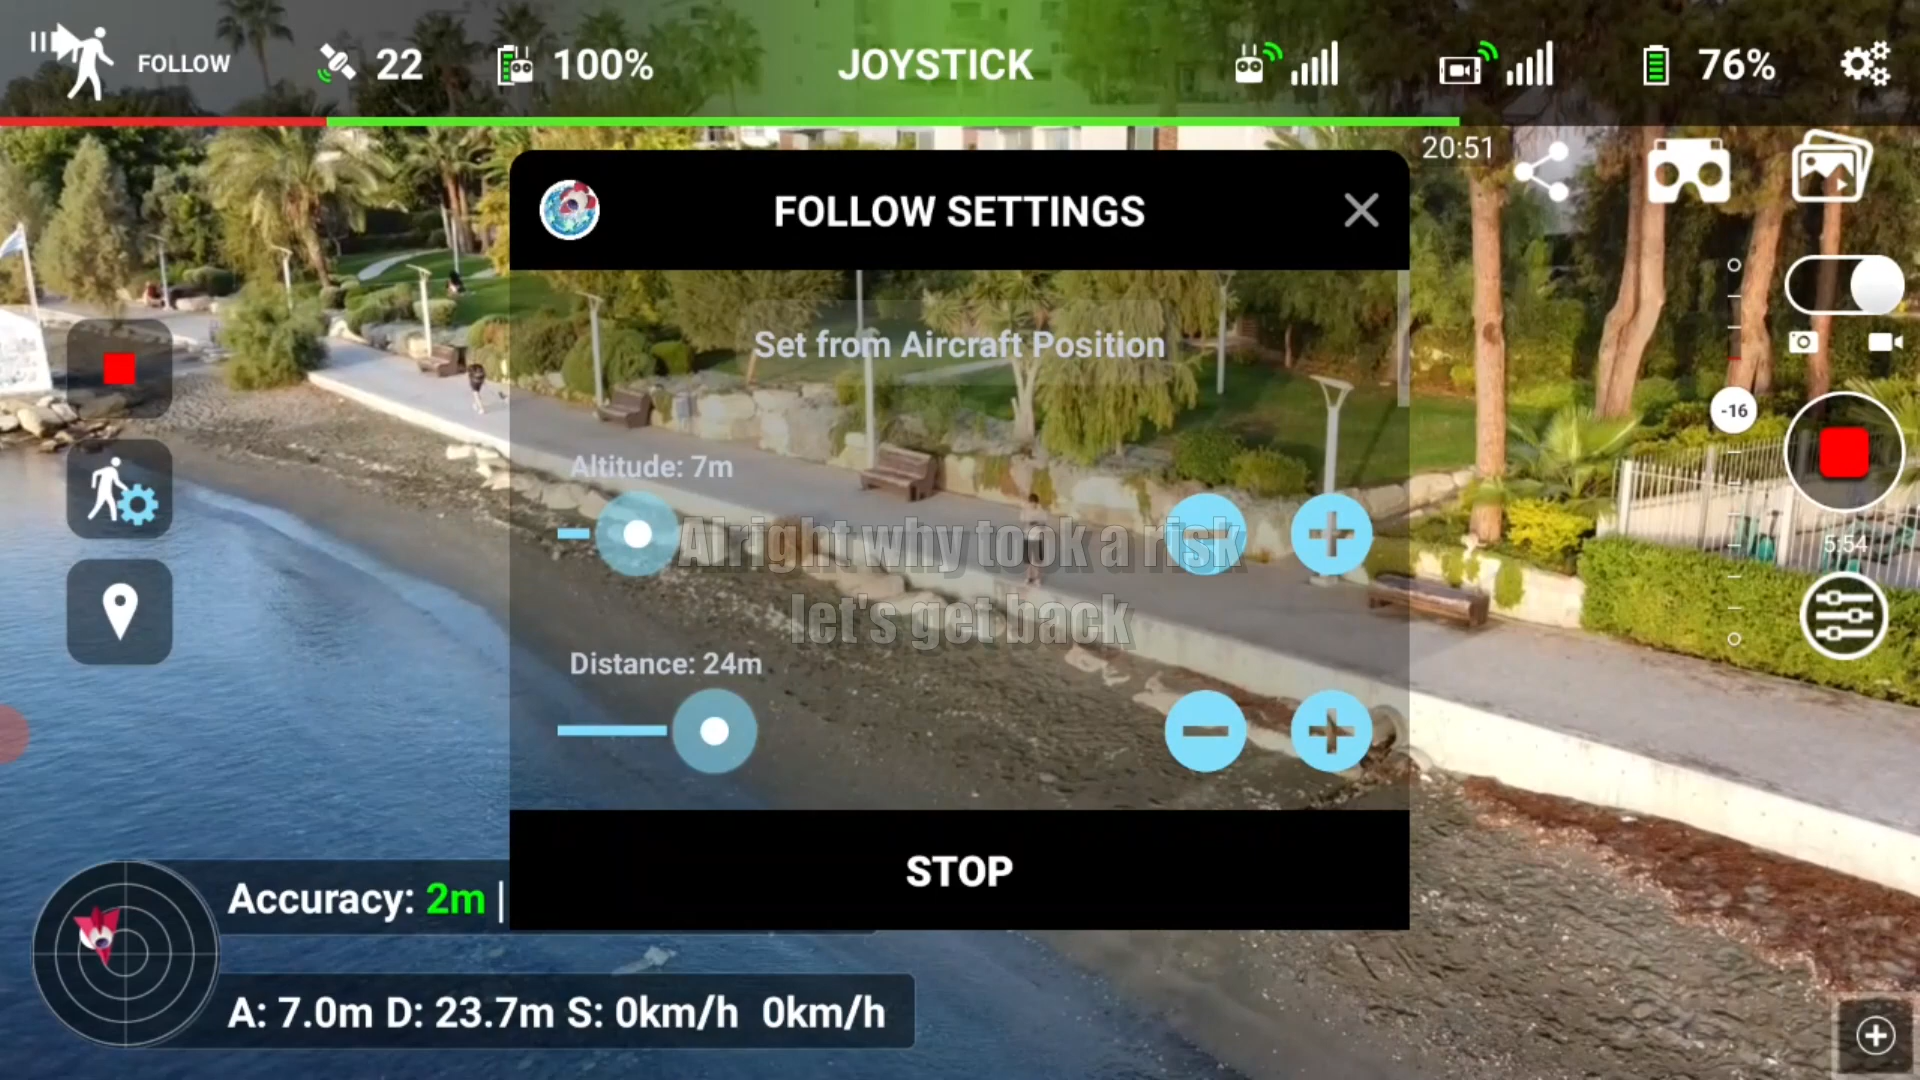 FOLLOW
22
100%
JOYSTICK
76%
20:51
FOLLOW SETTINGS
Set from Aircraft Position
Altitude: 7m
-16
Alright why took a risk
let's get back
5:54
Distance: 24m
STOP
Accuracy: 2m |
A: 7.0m D: 23.7m S: 0km/h 0km/h